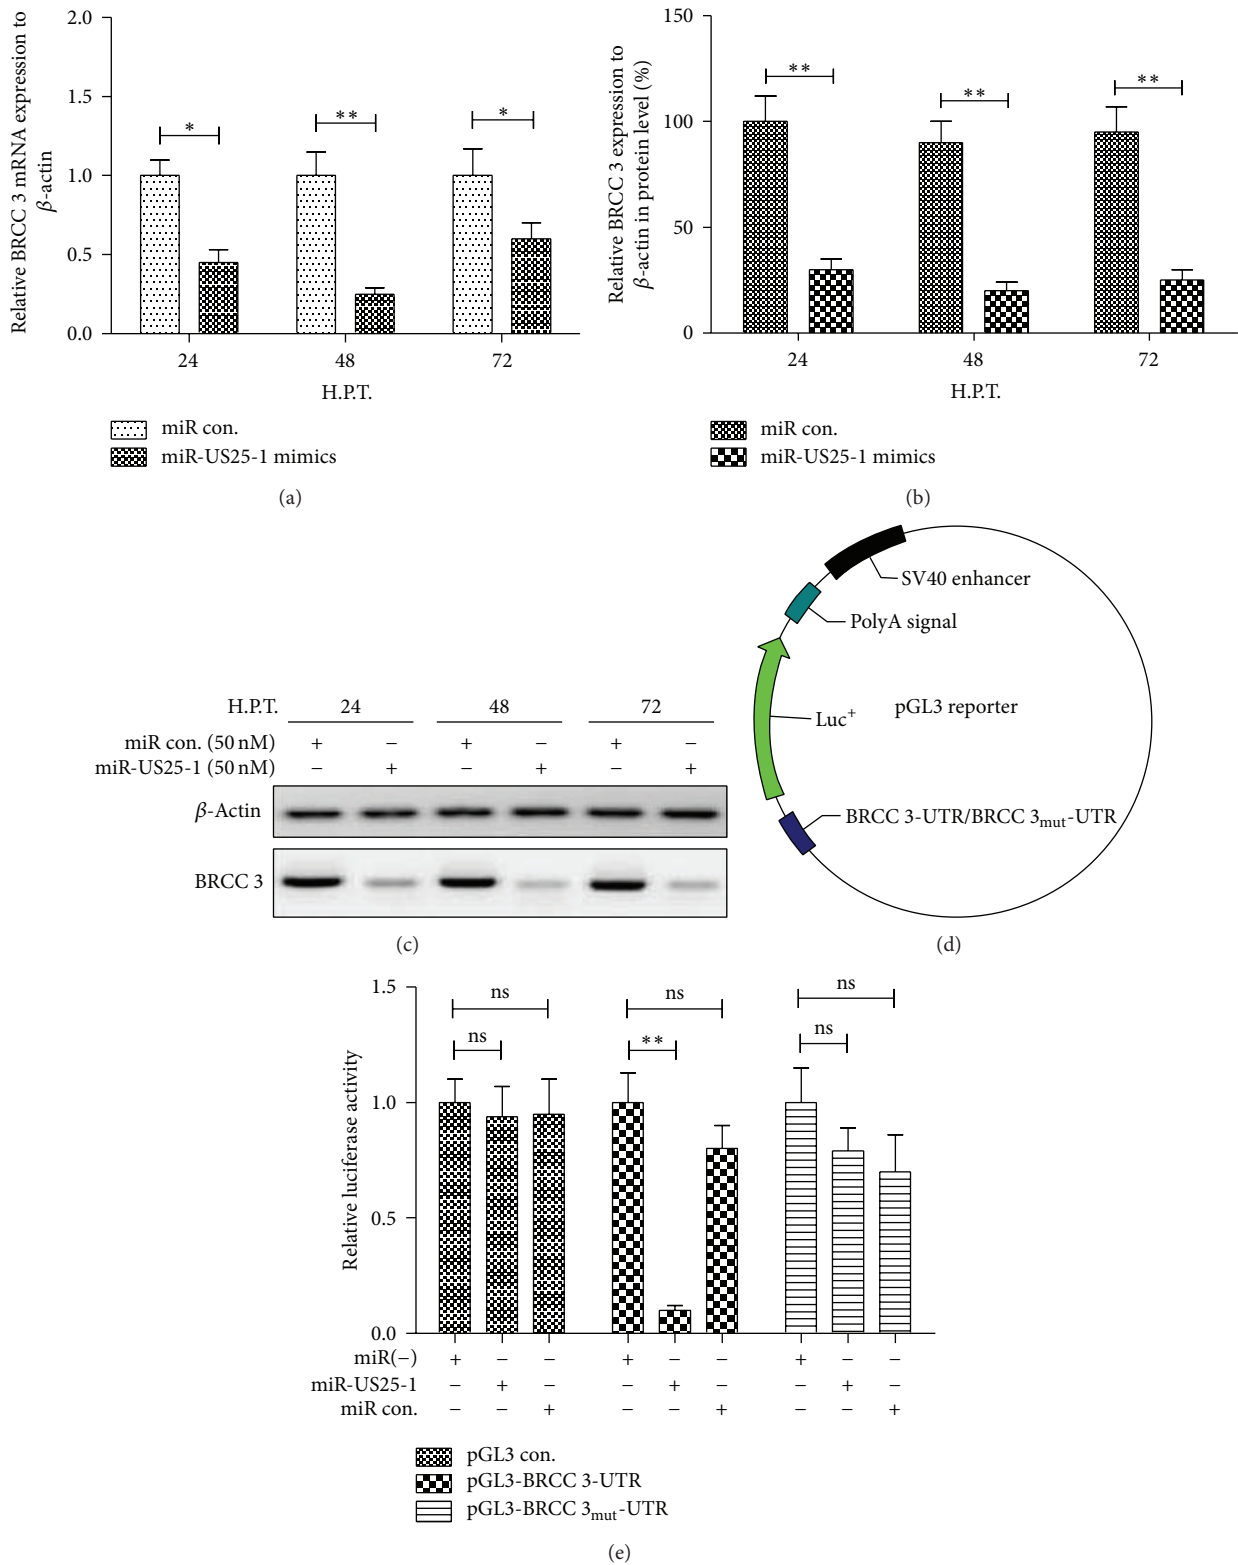 Relative BRCC 3 mRNA expression to
β-actin
2.0
1.5
1.0
0.5
0.0
*
**
*
24 48 72
H.P.T.
miR con.
miR-US25-1 mimics
(a)
Relative BRCC 3 expression to
β-actin in protein level (%)
150
100
50
0
**
**
**
24 48 72
H.P.T.
miR con.
miR-US25-1 mimics
(b)
H.P.T. 24 48 72
miR con. (50 nM) + − + − + −
miR-US25-1 (50 nM) − + − + − +
β-Actin
BRCC 3
(c)
SV40 enhancer
PolyA signal
Luc+
pGL3 reporter
BRCC 3-UTR/BRCC 3mut-UTR
(d)
Relative luciferase activity
1.5
1.0
0.5
0.0
ns
ns
ns
**
ns
ns
miR(−) + − − + − − + − −
miR-US25-1 − + − − + − − + −
miR con. − − + − − + − − +
pGL3 con.
pGL3-BRCC 3-UTR
pGL3-BRCC 3mut-UTR
(e)